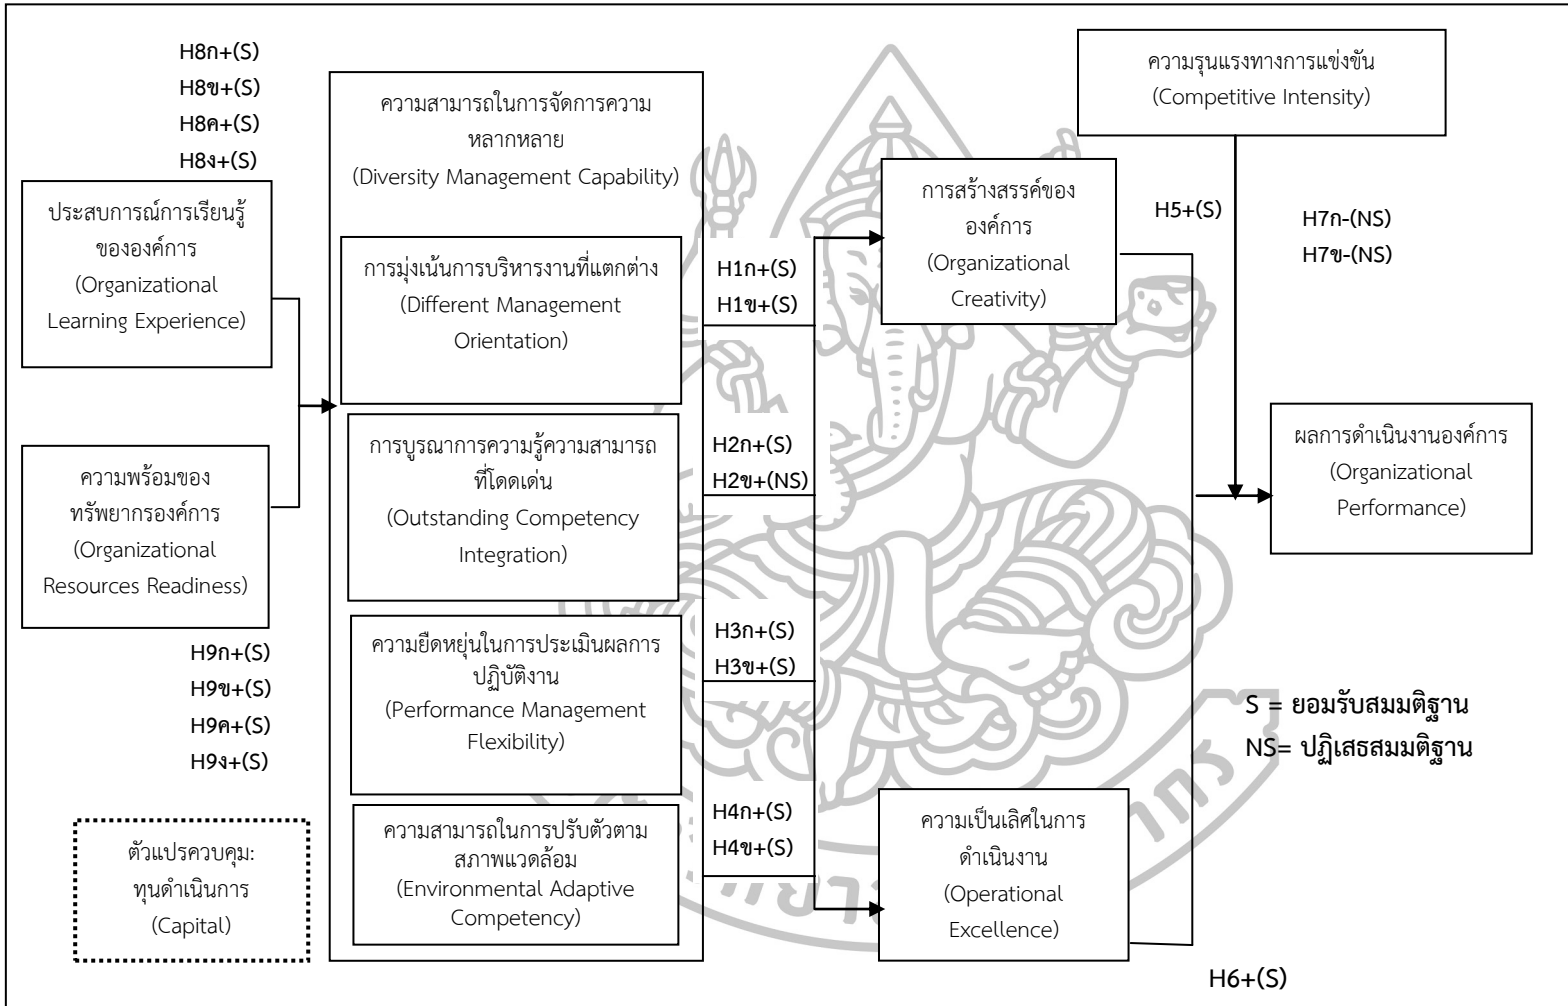 H8ก+(S)
H8ข+(S)
H8ค+(S)
H8ง+(S)
ประสบการณ์การเรียนรู้
ขององค์การ
(Organizational
Learning Experience)
ความพร้อมของ
ทรัพยากรองค์การ
(Organizational
Resources Readiness)
H9ก+(S)
H9ข+(S)
H9ค+(S)
H9ง+(S)
ตัวแปรควบคุม:
ทุนดำเนินการ
(Capital)
ความสามารถในการจัดการความ
หลากหลาย
(Diversity Management Capability)
การมุ่งเน้นการบริหารงานที่แตกต่าง
(Different Management
Orientation)
การบูรณาการความรู้ความสามารถ
ที่โดดเด่น
(Outstanding Competency
Integration)
ความยืดหยุ่นในการประเมินผลการ
ปฏิบัติงาน
(Performance Management
Flexibility)
ความสามารถในการปรับตัวตาม
สภาพแวดล้อม
(Environmental Adaptive
Competency)
H1ก+(S)
H1ข+(S)
H2ก+(S)
H2ข+(NS)
H3ก+(S)
H3ข+(S)
H4ก+(S)
H4ข+(S)
การสร้างสรรค์ของ
องค์การ
(Organizational
Creativity)
ความเป็นเลิศในการ
ดำเนินงาน
(Operational
Excellence)
ความรุนแรงทางการแข่งขัน
(Competitive Intensity)
H5+(S)
H7ก-(NS)
H7ข-(NS)
ผลการดำเนินงานองค์การ
(Organizational
Performance)
S = ยอมรับสมมติฐาน
NS= ปฏิเสธสมมติฐาน
H6+(S)